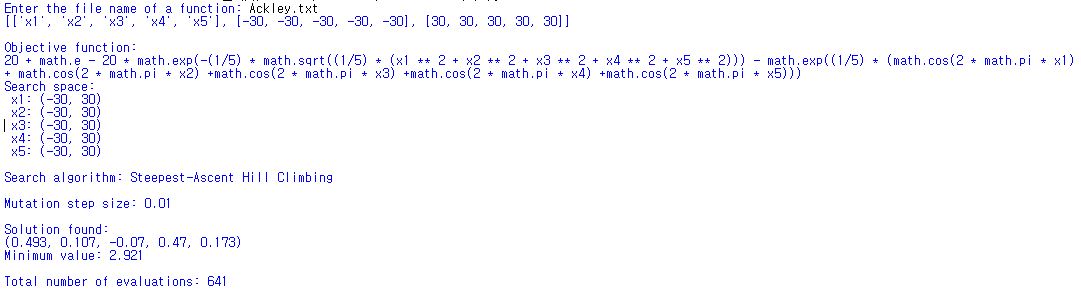 Enter the file name of a function: Ackley.txt
[['x1', 'x2', 'x3', 'x4', 'x5'], [-30, -30, -30, -30, -30], [30, 30, 30, 30, 30]]
Objective function:
20 + math.e - 20 * math.exp(-(1/5) * math.sqrt((1/5) * (x1 ** 2 + x2 ** 2 + x3 ** 2 + x4 ** 2 + x5 ** 2))) - math.exp((1/5) * (math.cos(2 * math.pi * x1)
+ math.cos(2 * math.pi * x2) +math.cos(2 * math.pi * x3) +math.cos(2 * math.pi * x4) +math.cos(2 * math.pi * x5)))
Search space:
x1: (-30, 30)
x2: (-30, 30)
x3: (-30, 30)
x4: (-30, 30)
x5: (-30, 30)
Search algorithm: Steepest-Ascent Hill Climbing
Mutation step size: 0.01
Solution found:
(0.493, 0.107, -0.07, 0.47, 0.173)
Minimum value: 2.921
Total number of evaluations: 641